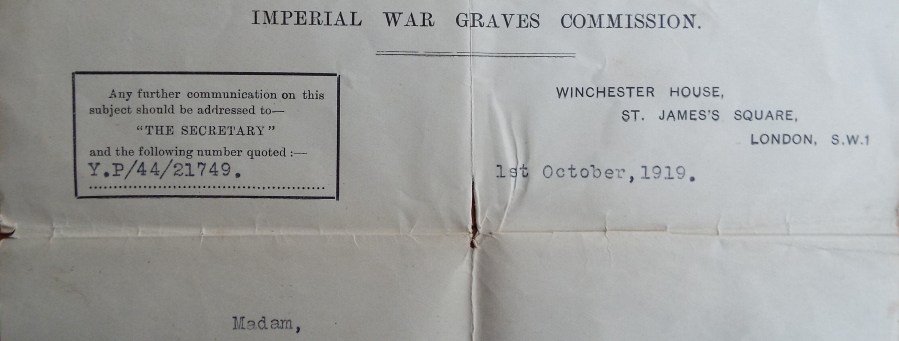 IMPERIAL WAR GRAVES COMMISSION.
Any further communication on this
subject should be addressed to—
"THE SECRETARY"
and the following number quoted :—
Y.P/44/21749.
WINCHESTER HOUSE,
ST. JAMES'S SQUARE,
LONDON, S.W.1
1st October,1919.
Madam,